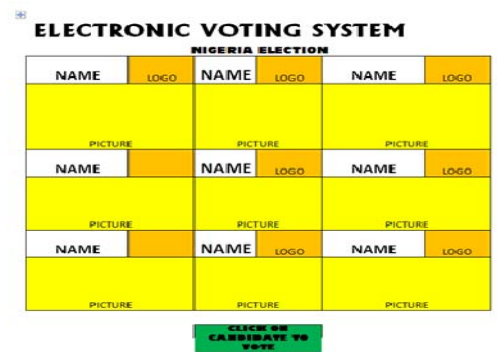 ELECTRONIC VOTING SYSTEM
NIGERIA ELECTION
NAME LOGO NAME LOGO NAME LOGO
PICTURE PICTURE PICTURE
NAME NAME LOGO NAME LOGO
PICTURE PICTURE PICTURE
NAME NAME LOGO NAME LOGO
PICTURE PICTURE PICTURE
CLICK ON
CANDIDATE TO
VOTE